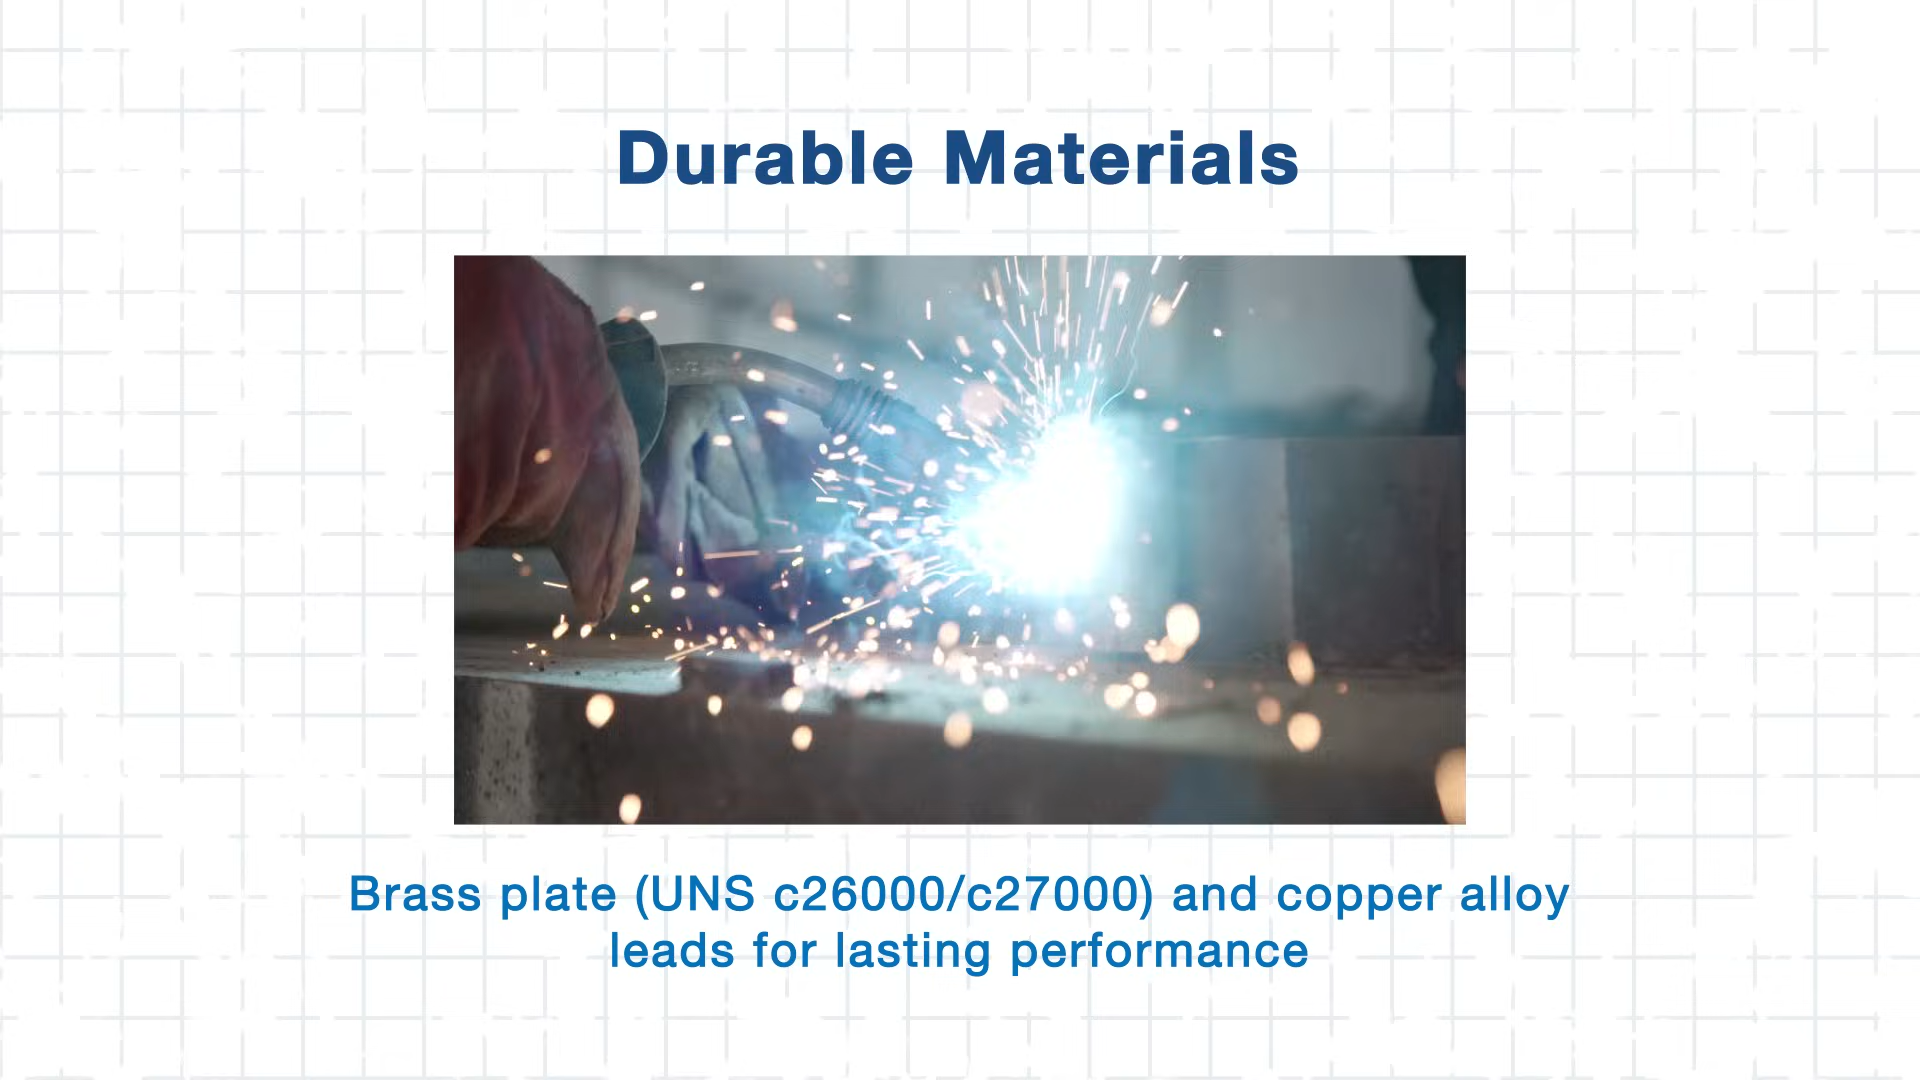 Durable Materials
Brass plate (UNS c26000/c27000) and copper alloy
leads for lasting performance